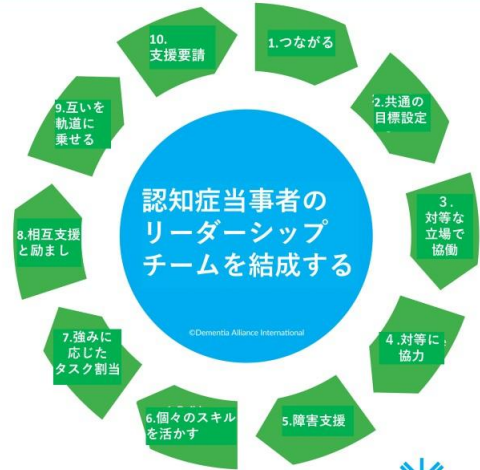 10.
支援要請
1.つながる
2.共通の
目標設定
3.
対等な
立場で
協働
4.対等に
協力
5.障害支援
6.個々のスキル
を活かす
7.強みに
応じた
タスク割当
8.相互支援
と励まし
9.互いを
軌道に
乗せる
認知症当事者の
リーダーシップ
チームを結成する
©Dementia Alliance International